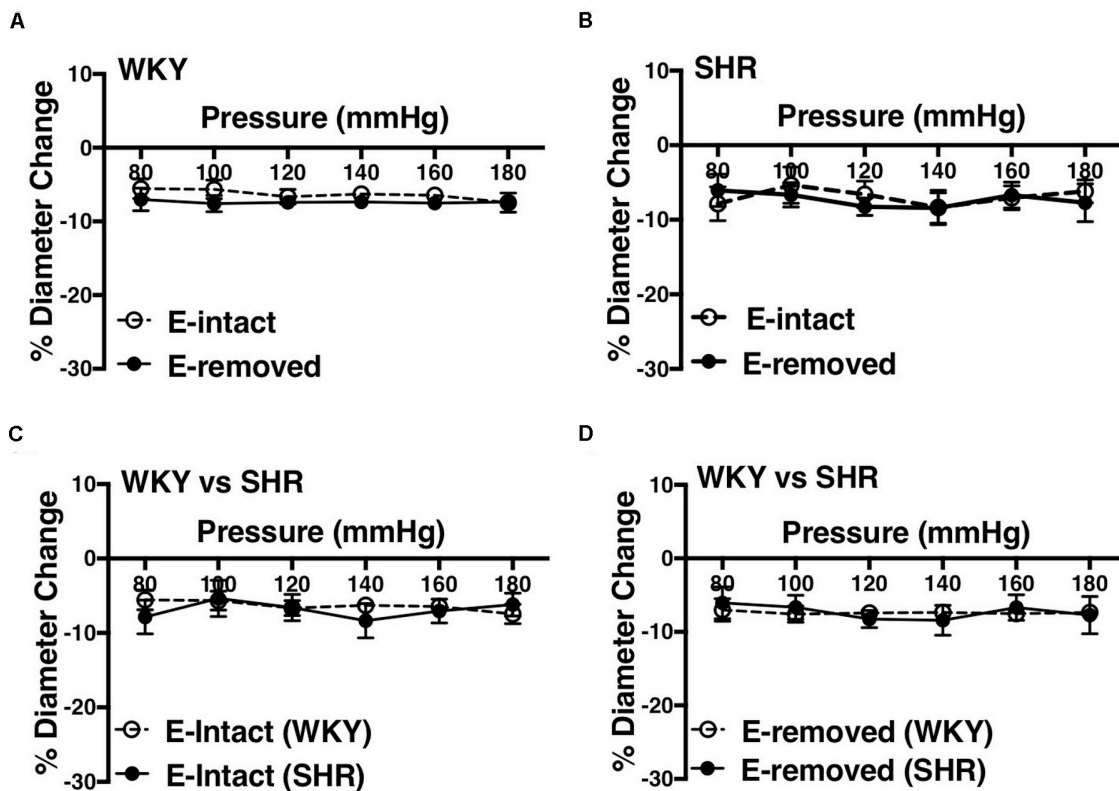 A
WKY
Pressure (mmHg)
% Diameter Change
10
0
-10
-20
-30
80 100 120 140 160 180
E-intact
E-removed
B
SHR
Pressure (mmHg)
% Diameter Change
10
0
-10
-20
-30
80 100 120 140 160 180
E-intact
E-removed
C
WKY vs SHR
Pressure (mmHg)
% Diameter Change
10
0
-10
-20
-30
80 100 120 140 160 180
E-Intact (WKY)
E-Intact (SHR)
D
WKY vs SHR
Pressure (mmHg)
% Diameter Change
10
0
-10
-20
-30
80 100 120 140 160 180
E-removed (WKY)
E-removed (SHR)